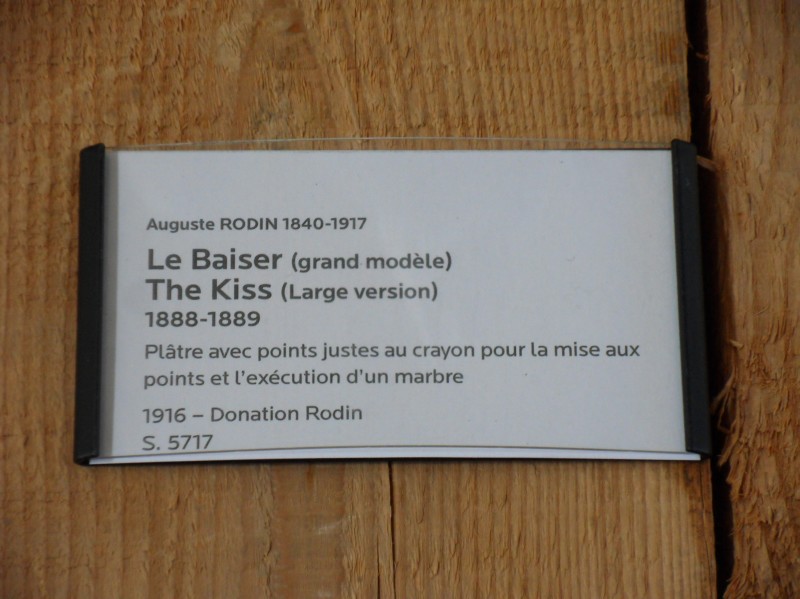 Auguste RODIN 1840-1917
Le Baiser (grand modèle)
The Kiss (Large version)
1888-1889
Plâtre avec points justes au crayon pour la mise aux
points et l'exécution d'un marbre
1916 – Donation Rodin
S. 5717